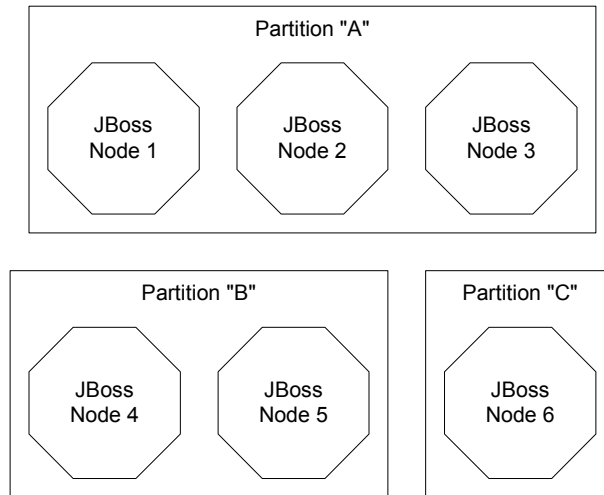 Partition "A"
JBoss
Node 1
JBoss
Node 2
JBoss
Node 3
Partition "B"
JBoss
Node 4
JBoss
Node 5
Partition "C"
JBoss
Node 6